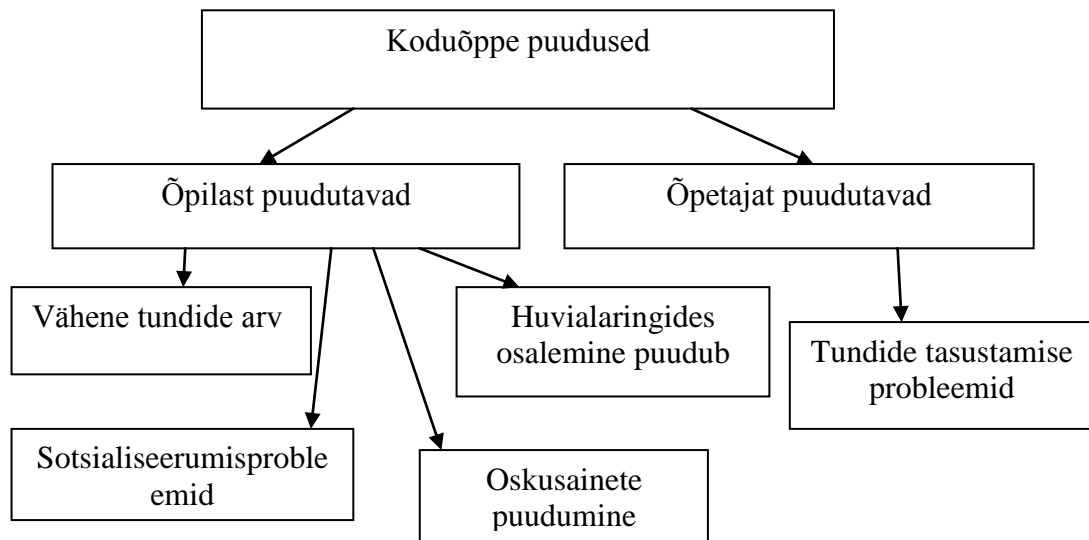 Koduõppe puudused
Õpilast puudutavad
Õpetajat puudutavad
Vähene tundide arv
Huvialaringides
osalemine puudub
Tundide tasustamise
probleemid
Sotsialiseerumisproble
emid
Oskusainete
puudumine